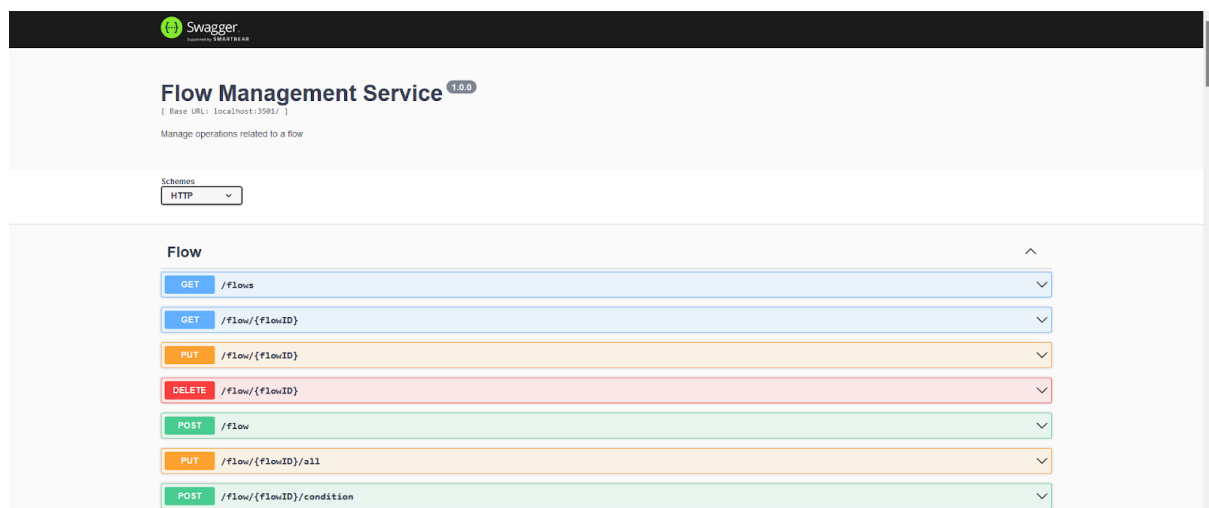 Swagger.
Supported by SMARTBEAR
Flow Management Service 1.0.0
[ Base URL: localhost:3501/ ]
Manage operations related to a flow
Schemes
HTTP
Flow
GET /flows
GET /flow/{flowID}
PUT /flow/{flowID}
DELETE /flow/{flowID}
POST /flow
PUT /flow/{flowID}/all
POST /flow/{flowID}/condition